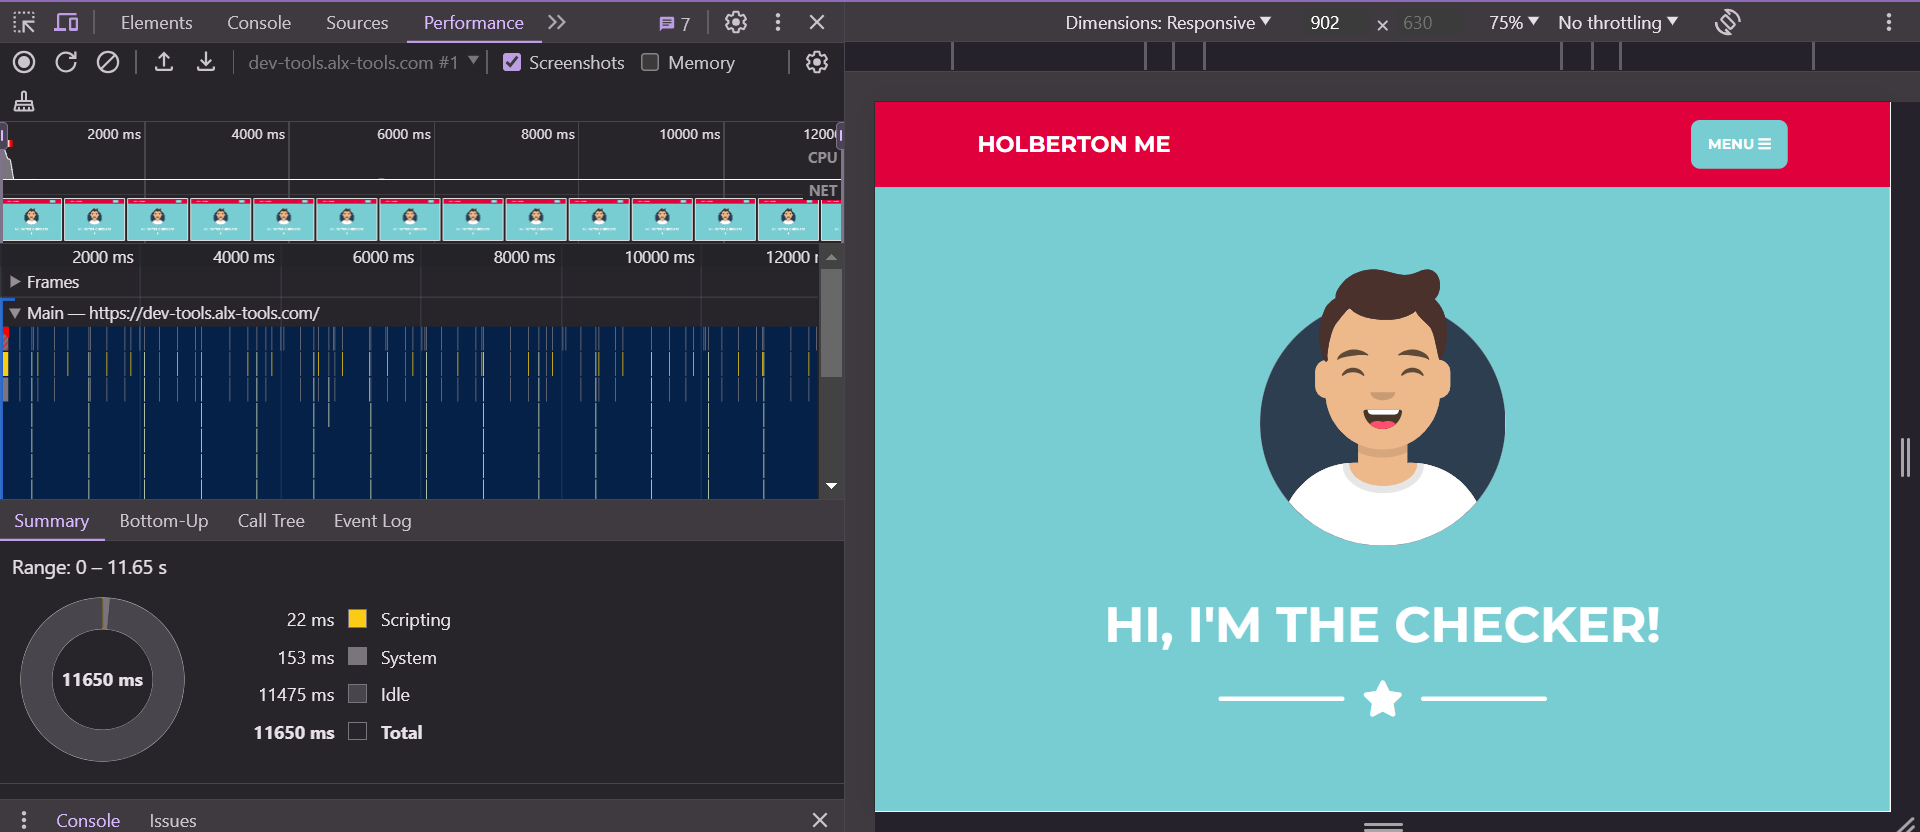 Elements Console Sources Performance 7
dev-tools.alx-tools.com #1 Screenshots Memory
2000 ms 4000 ms 6000 ms 8000 ms 10000 ms 1200
CPU
NET
2000 ms 4000 ms 6000 ms 8000 ms 10000 ms 12000 r
Frames
Main — https://dev-tools.alx-tools.com/
Summary Bottom-Up Call Tree Event Log
Range: 0 – 11.65 s
11650 ms
22 ms Scripting
153 ms System
11475 ms Idle
11650 ms Total
Console Issues
Dimensions: Responsive 902 × 630 75% No throttling
HOLBERTON ME
MENU
HI, I'M THE CHECKER!